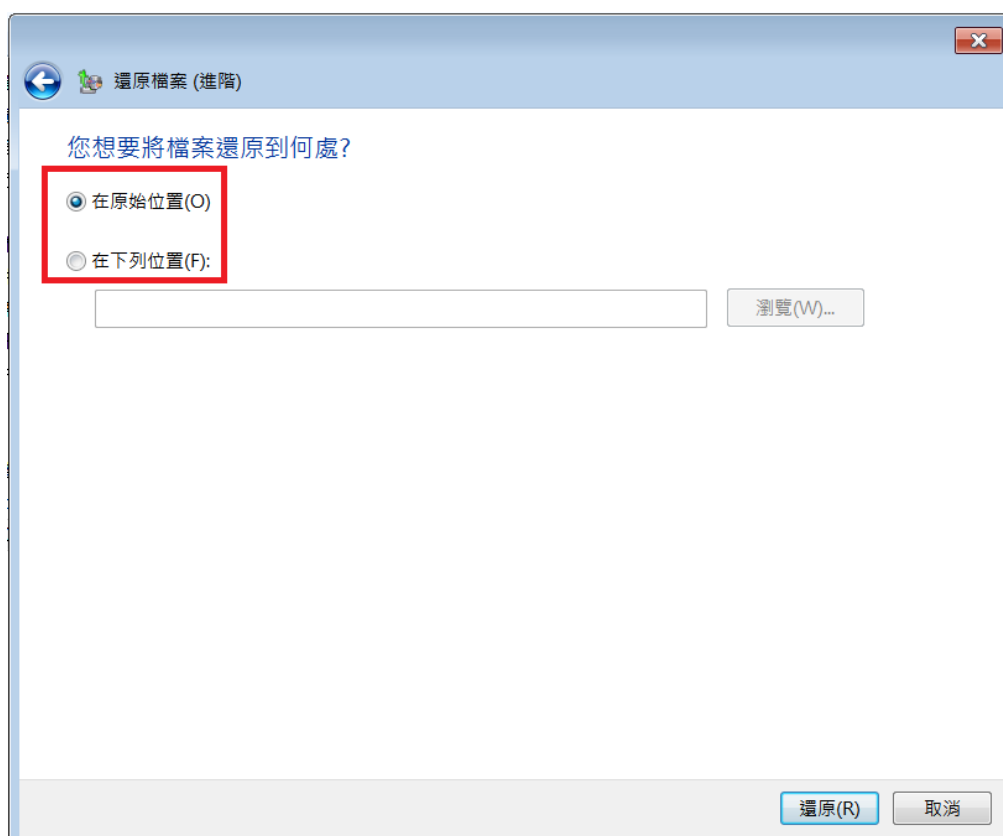 還原檔案 (進階)
您想要將檔案還原到何處?
在原始位置(O)
在下列位置(F):
瀏覽(W)...
還原(R)
取消